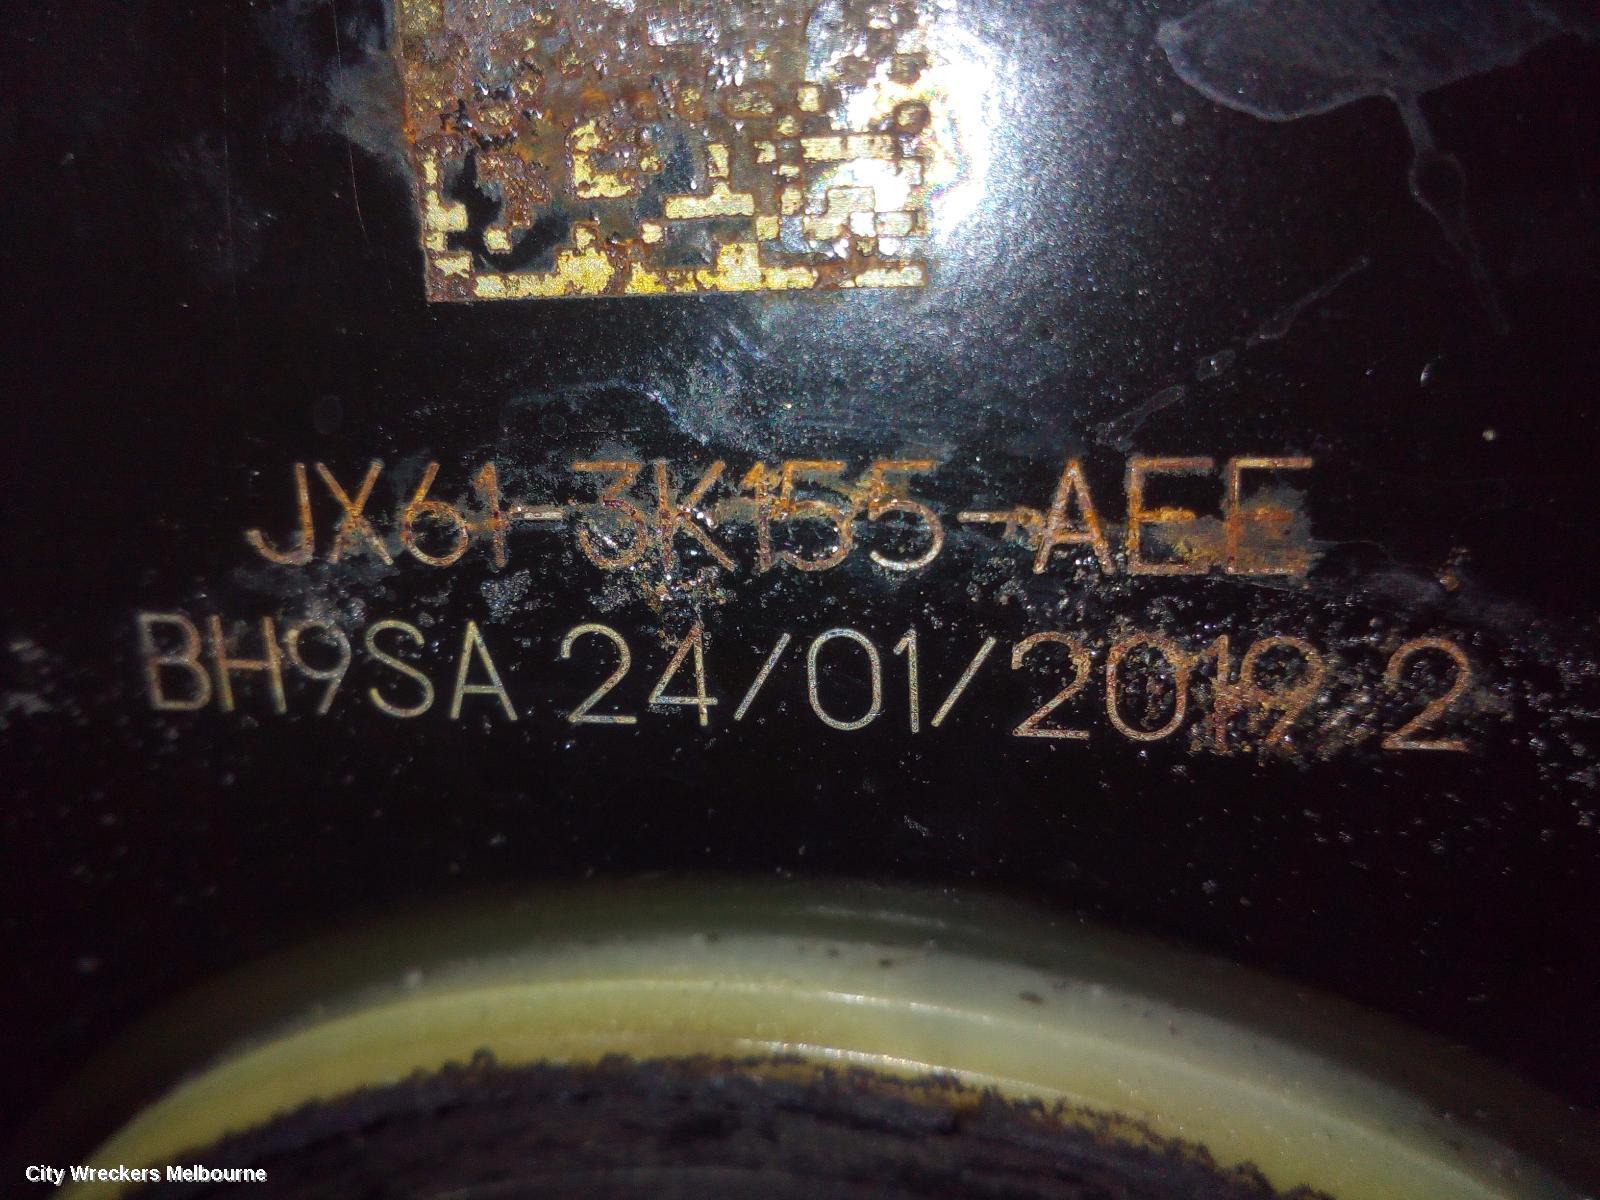 JX61-3K155-AEE
BH9SA 24/01/2019 2
City Wreckers Melbourne